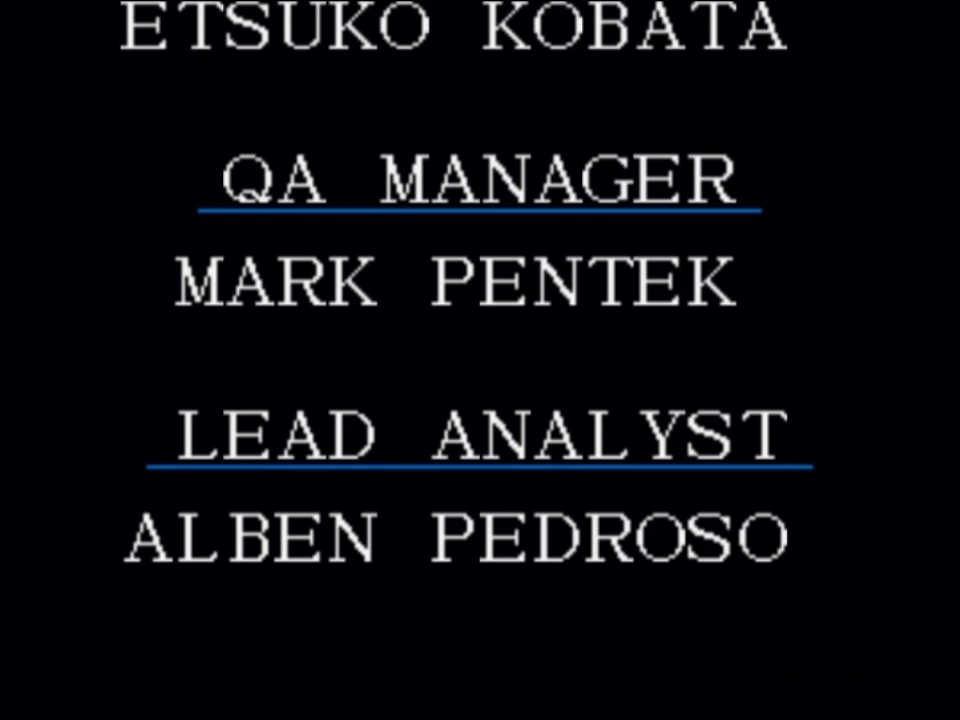 ETSUKO KOBATA
QA MANAGER
MARK PENTEK
LEAD ANALYST
ALBEN PEDROSO